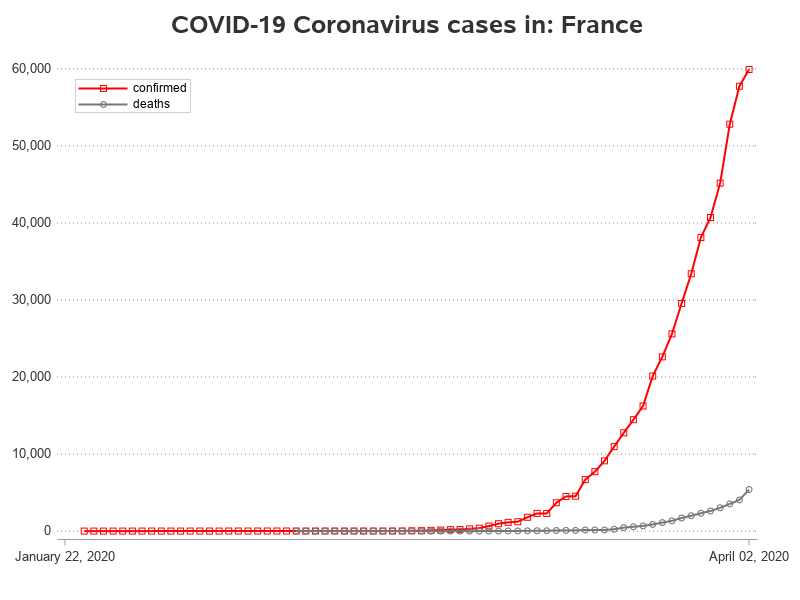 COVID-19 Coronavirus cases in: France
60,000
confirmed
deaths
50,000
40,000
30,000
20,000
10,000
0
January 22, 2020
April 02, 2020